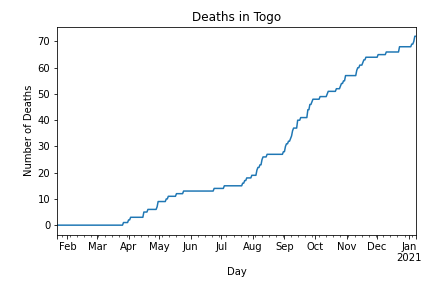 Deaths in Togo
Number of Deaths
70
60
50
40
30
20
10
0
Feb Mar Apr May Jun Jul Aug Sep Oct Nov Dec Jan
2021
Day